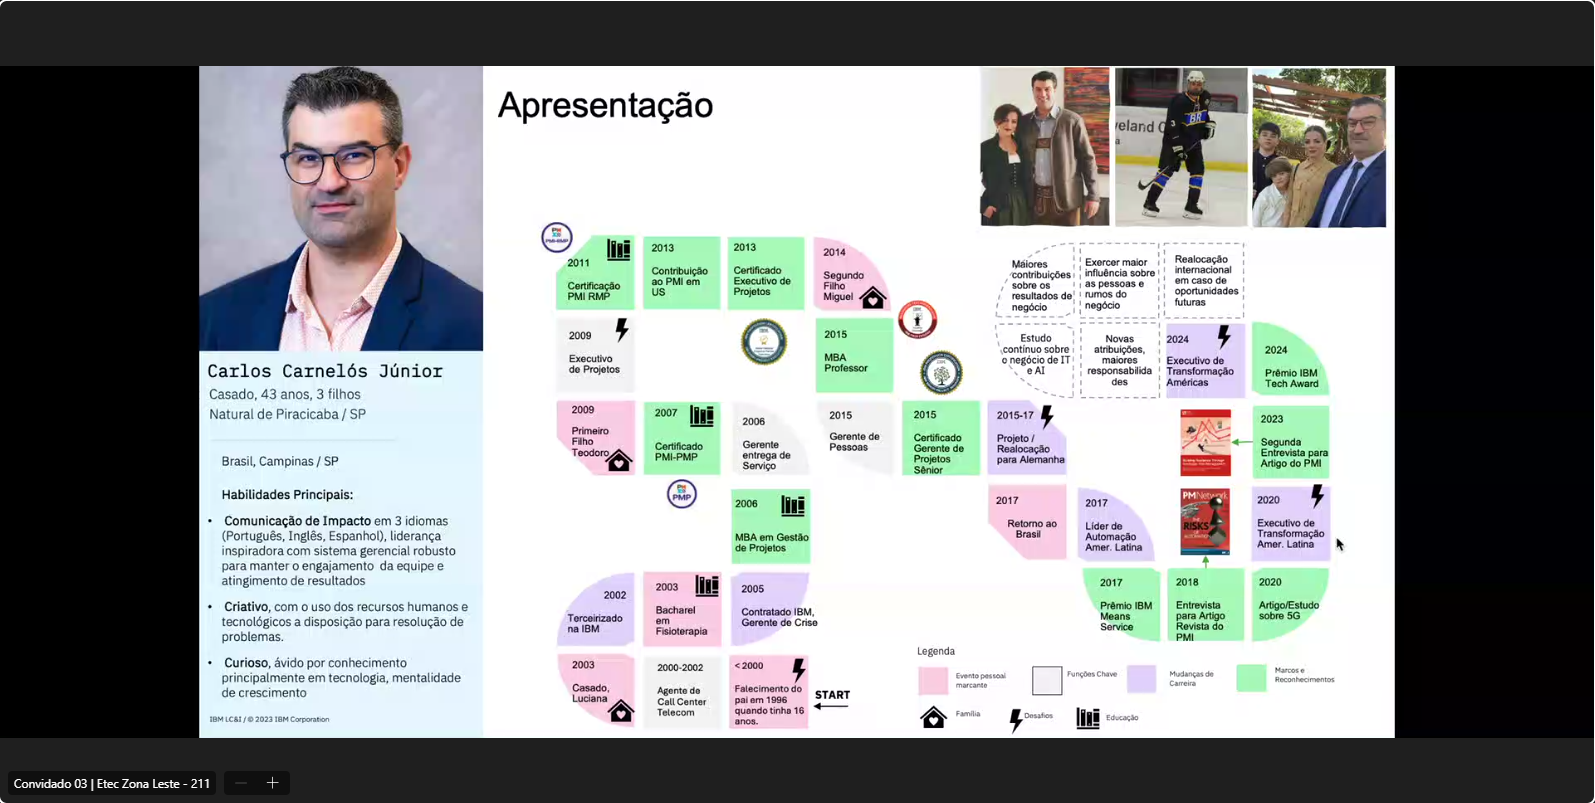 Apresentação
Carlos Carnelós Júnior
Casado, 43 anos, 3 filhos
Natural de Piracicaba / SP
Brasil, Campinas / SP
Habilidades Principais:
• Comunicação de Impacto em 3 idiomas
(Português, Inglês, Espanhol), liderança
inspiradora com sistema gerencial robusto
para manter o engajamento da equipe e
atingimento de resultados
• Criativo, com o uso dos recursos humanos e
tecnológicos a disposição para resolução de
problemas.
• Curioso, ávido por conhecimento
principalmente em tecnologia, mentalidade
de crescimento
IBM LC&I / © 2023 IBM Corporation
PMI-RMP
2011
Certificação
PMI RMP
2013
Contribuição
ao PMI em
US
2013
Certificado
Executivo de
Projetos
2014
Segundo
Filho
Miguel
2009
Executivo
de Projetos
2015
MBA
Professor
2009
Primeiro
Filho
Teodoro
2007
Certificado
PMI-PMP
2006
Gerente
entrega de
Serviço
2015
Gerente de
Pessoas
2015
Certificado
Gerente de
Projetos
Sênior
2015-17
Projeto /
Realocação
para Alemanha
PMP
2006
MBA em Gestão
de Projetos
2017
Retorno ao
Brasil
2017
Líder de
Automação
Amer. Latina
2002
Terceirizado
na IBM
2003
Bacharel
em
Fisioterapia
2005
Contratado IBM,
Gerente de Crise
2003
Casado,
Luciana
2000-2002
Agente de
Call Center
Telecom
< 2000
Falecimento do
pai em 1996
quando tinha 16
anos.
START
veland C
BR
Maiores
contribuições
sobre os
resultados de
negócio
Exercer maior
influência sobre
as pessoas e
rumos do
negócio
Realocação
internacional
em caso de
oportunidades
futuras
Estudo
contínuo sobre
o negócio de IT
e AI
Novas
atribuições,
maiores
responsabilida
des
2024
Executivo de
Transformação
Américas
2024
Prêmio IBM
Tech Award
2023
Segunda
Entrevista para
Artigo do PMI
PMNetwork
RISKS
2020
Executivo de
Transformação
Amer. Latina
2017
Prêmio IBM
Means
Service
2018
Entrevista
para Artigo
Revista do
PMI
2020
Artigo/Estudo
sobre 5G
Legenda
Evento pessoal
marcante
Funções Chave
Mudanças de
Carreira
Marcos e
Reconhecimentos
Família
Desafios
Educação
Convidado 03 | Etec Zona Leste - 211